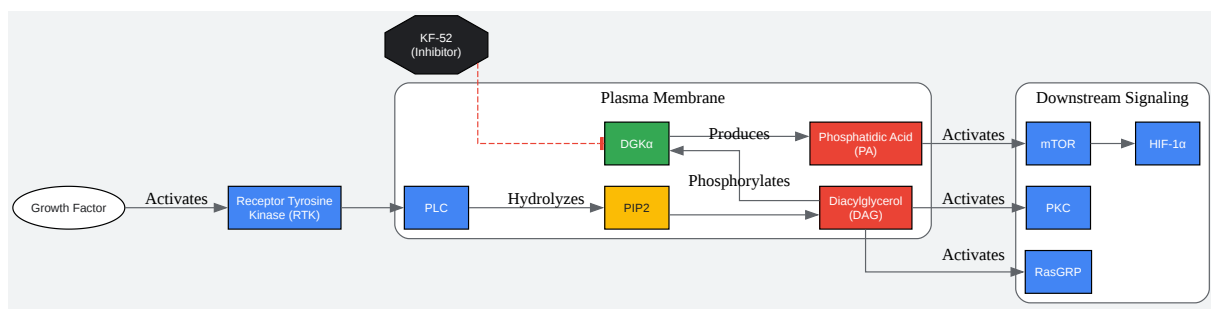 KF-52
(Inhibitor)
Plasma Membrane
Downstream Signaling
DGKα
Produces
Phosphatidic Acid
(PA)
Activates
mTOR
HIF-1α
Phosphorylates
Growth Factor
Activates
Receptor Tyrosine
Kinase (RTK)
PLC
Hydrolyzes
PIP2
Diacylglycerol
(DAG)
Activates
PKC
Activates
RasGRP